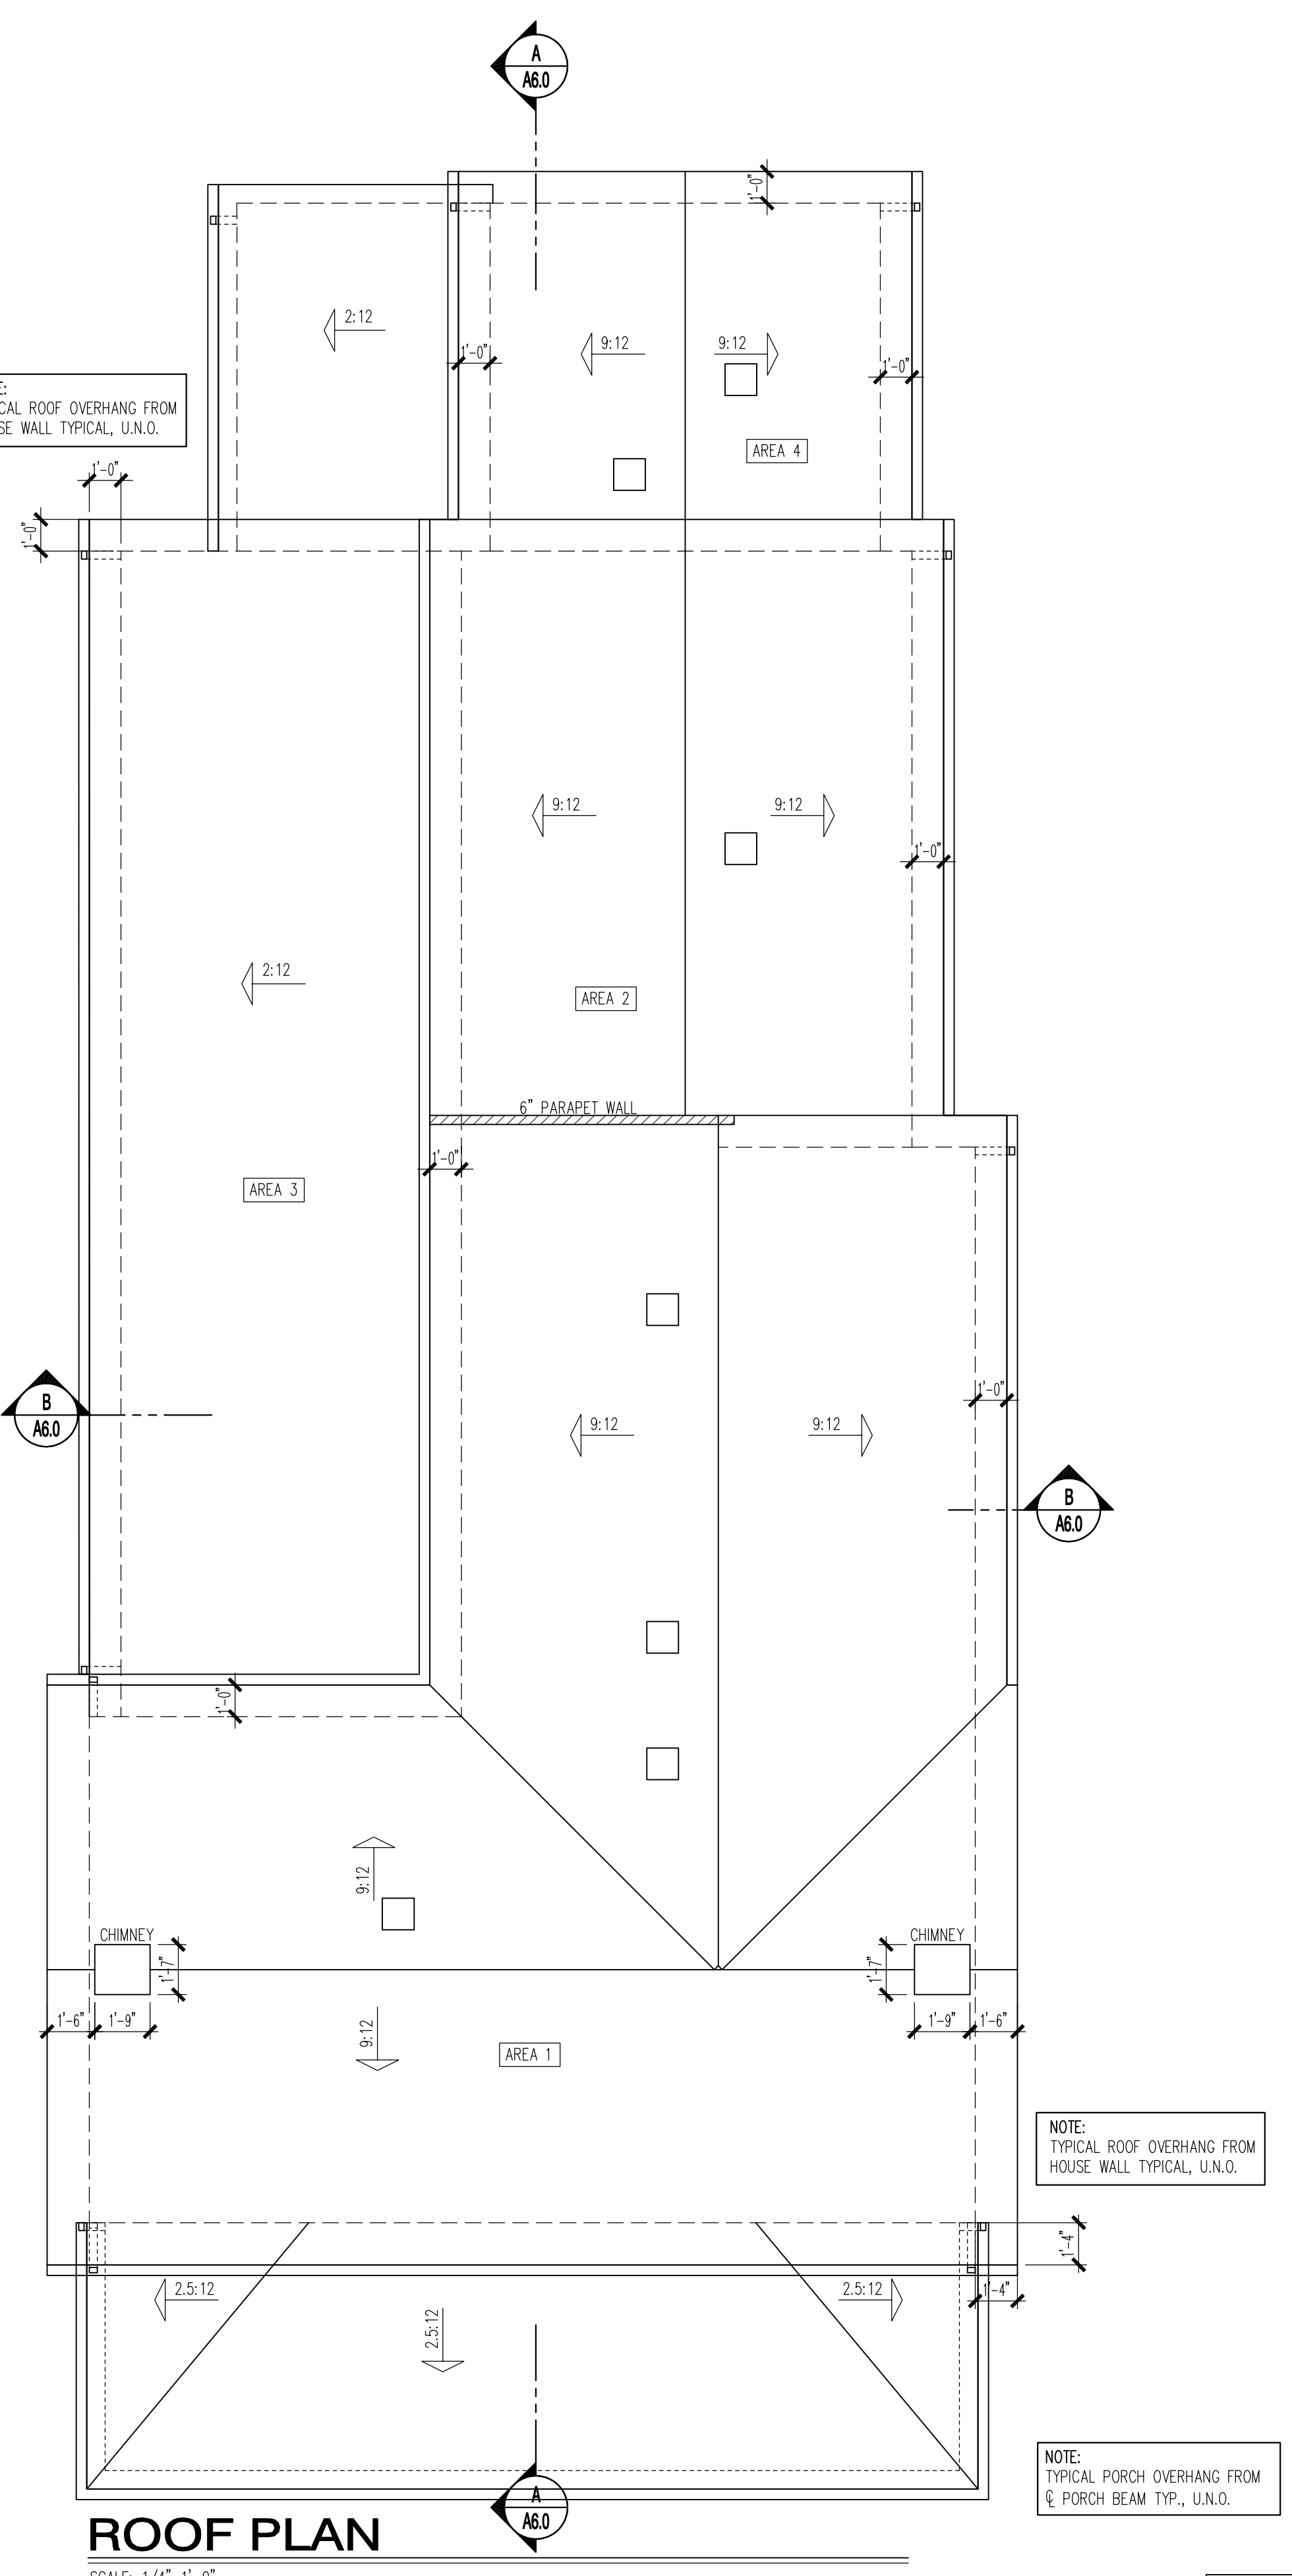 A
A6.0
1'-0"
2:12
1'-0"
9:12
9:12
1'-0"
CAL ROOF OVERHANG FROM
SE WALL TYPICAL, U.N.O.
AREA 4
1'-0"
1'-0"
9:12
9:12
1'-0"
2:12
AREA 2
6" PARAPET WALL
1'-0"
AREA 3
1'-0"
B
A6.0
9:12
9:12
B
A6.0
1'-0"
9:12
CHIMNEY
1'-7"
CHIMNEY
1'-7"
1'-6"
1'-9"
9:12
AREA 1
1'-9"
1'-6"
NOTE:
TYPICAL ROOF OVERHANG FROM
HOUSE WALL TYPICAL, U.N.O.
1'-4"
2.5:12
2.5:12
1'-4"
2.5:12
NOTE:
TYPICAL PORCH OVERHANG FROM
℄ PORCH BEAM TYP., U.N.O.
A
A6.0
ROOF PLAN